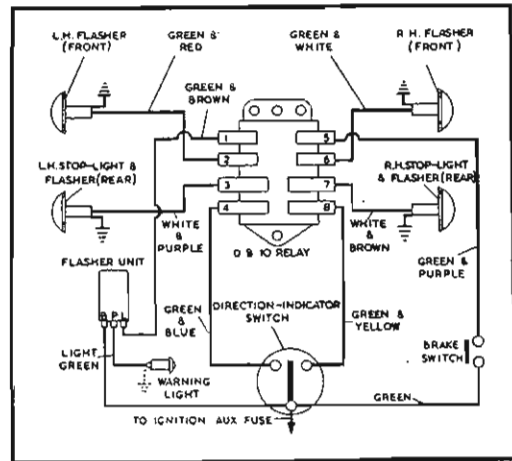 L.H. FLASHER
(FRONT)
GREEN &
RED
GREEN &
WHITE
R.H. FLASHER
(FRONT)
GREEN &
BROWN
1
5
2
6
L.H. STOP-LIGHT &
FLASHER (REAR)
3
7
R.H. STOP-LIGHT
& FLASHER (REAR)
4
8
WHITE
&
PURPLE
D B 10 RELAY
WHITE
&
BROWN
GREEN
&
PURPLE
FLASHER UNIT
B P L
GREEN
&
BLUE
DIRECTION-INDICATOR
SWITCH
GREEN &
YELLOW
LIGHT
GREEN
WARNING
LIGHT
BRAKE
SWITCH
GREEN
TO IGNITION AUX FUSE